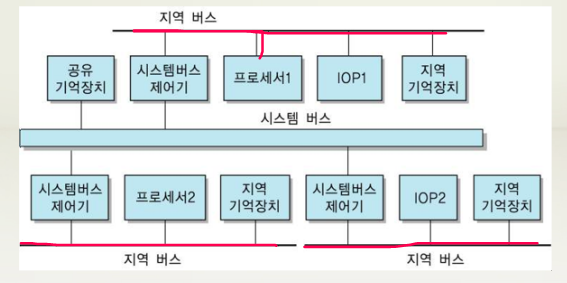 지역 버스
공유
기억장치
시스템버스
제어기
프로세서1
IOP1
지역
기억장치
시스템 버스
시스템버스
제어기
프로세서2
지역
기억장치
시스템버스
제어기
IOP2
지역
기억장치
지역 버스
지역 버스